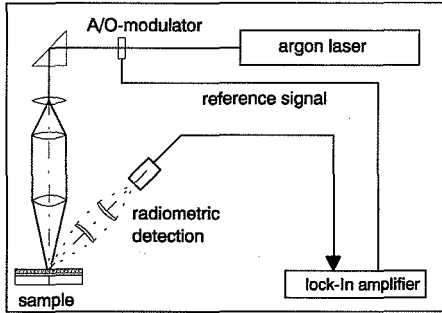 A/O-modulator
argon laser
reference signal
radiometric
detection
lock-in amplifier
sample